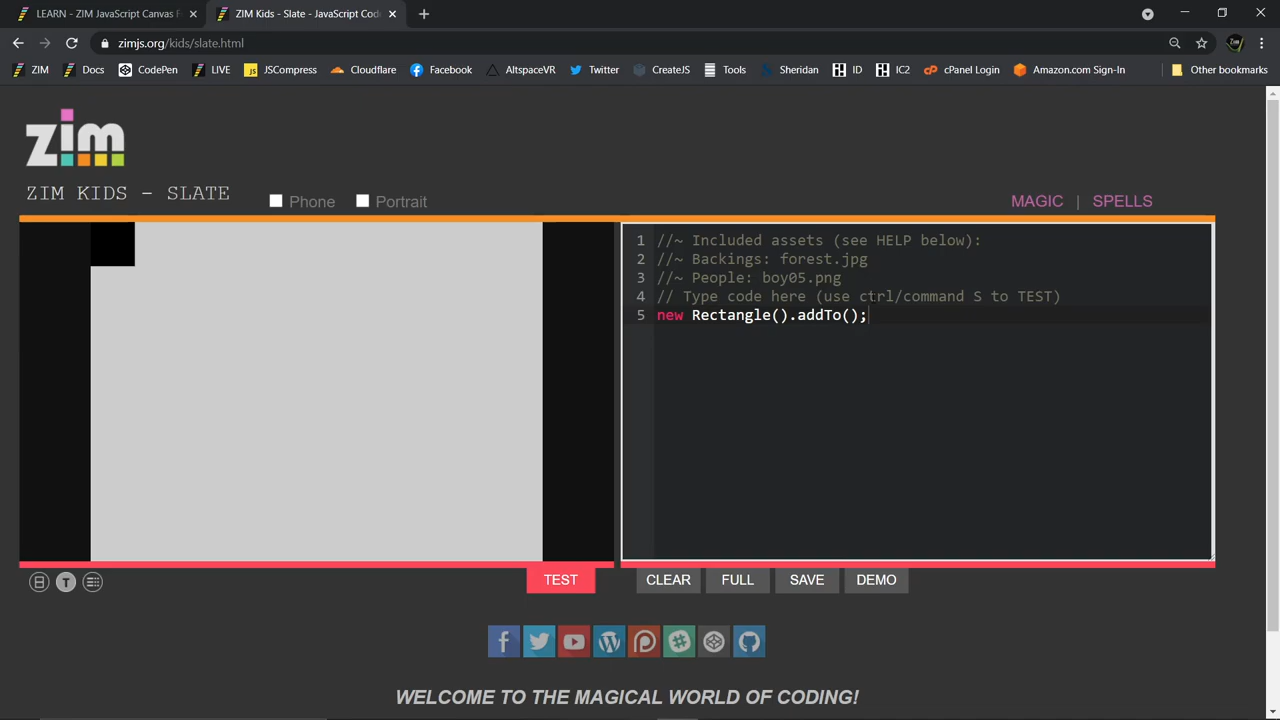 LEARN - ZIM JavaScript Canvas F
ZIM Kids - Slate - JavaScript Cod
zimjs.org/kids/slate.html
ZIM
Docs
CodePen
LIVE
JSCompress
Cloudflare
Facebook
AltspaceVR
Twitter
CreateJS
Tools
Sheridan
ID
IC2
cPanel Login
Amazon.com Sign-In
Other bookmarks
zim
ZIM KIDS - SLATE
Phone
Portrait
MAGIC | SPELLS
1 //~ Included assets (see HELP below):
2 //~ Backings: forest.jpg
3 //~ People: boy05.png
4 // Type code here (use ctrl/command S to TEST)
5 new Rectangle().addTo();
T
TEST
CLEAR
FULL
SAVE
DEMO
WELCOME TO THE MAGICAL WORLD OF CODING!